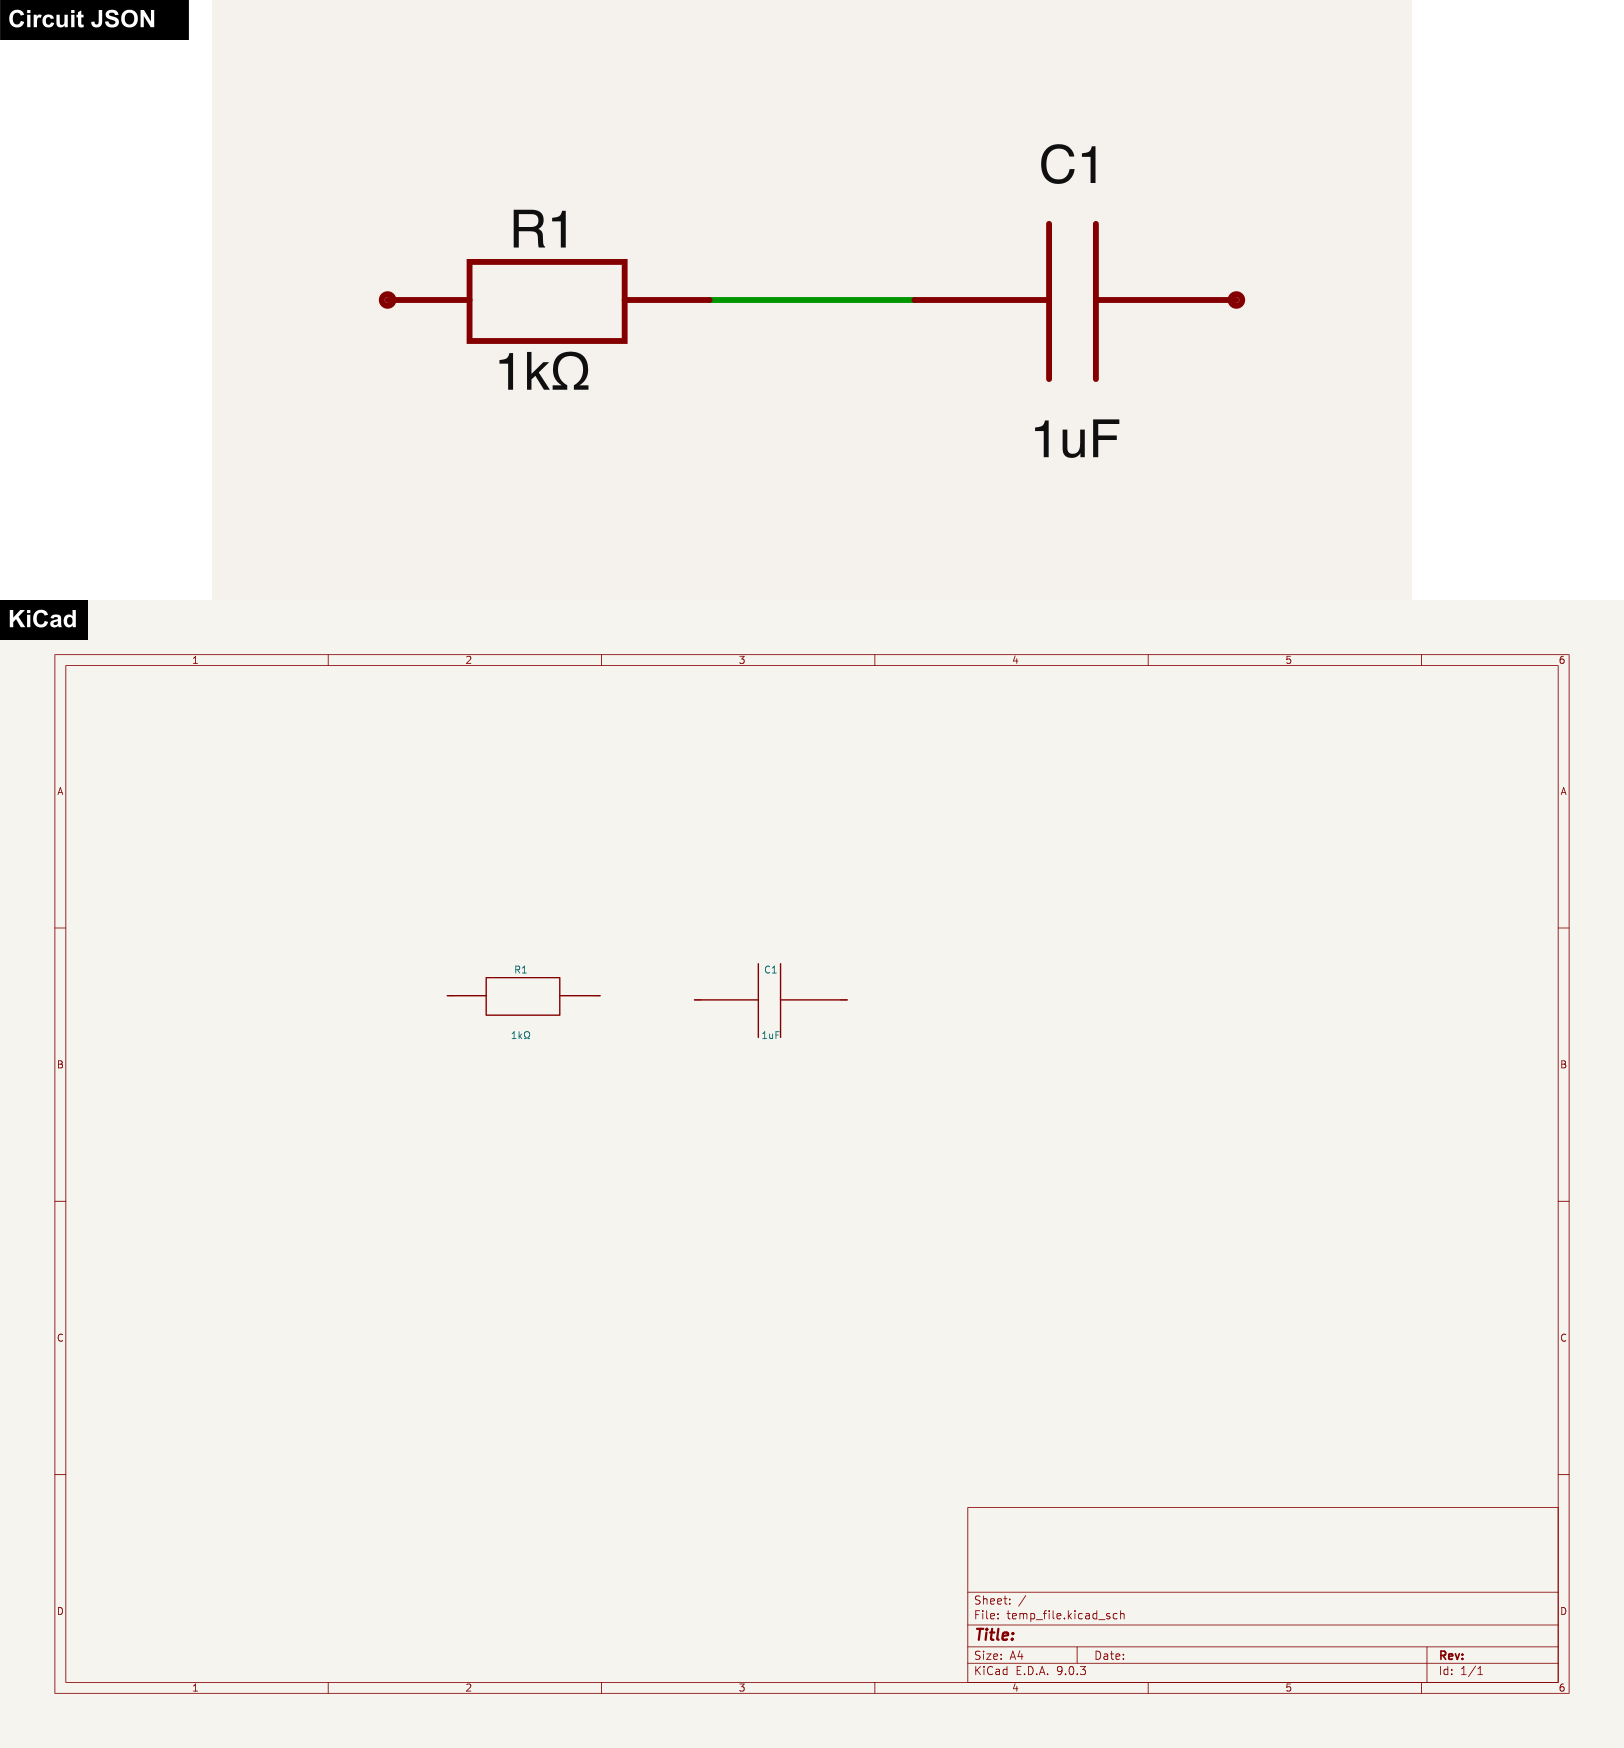 Circuit JSON
C1
R1
1kΩ
1uF
KiCad
1 2 3 4 5 6
A A
R1 C1
1kΩ 1uF
B B
C C
D D
Sheet: /
File: temp_file.kicad_sch
Title:
Size: A4 Date: Rev:
KiCad E.D.A. 9.0.3 Id: 1/1
1 2 3 4 5 6